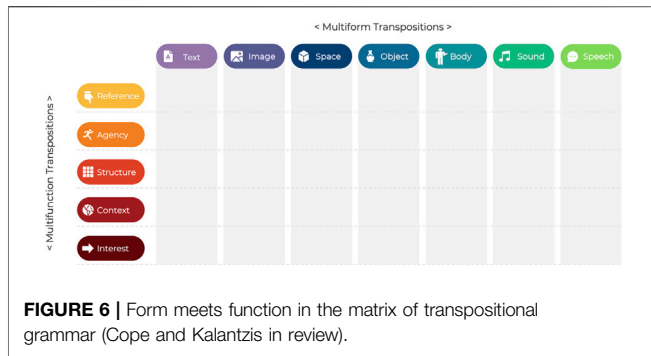 < Multiform Transpositions >
Text Image Space Object Body Sound Speech
< Multifunction Transpositions >
Reference
Agency
Structure
Context
Interest
FIGURE 6 | Form meets function in the matrix of transpositional
grammar (Cope and Kalantzis in review).